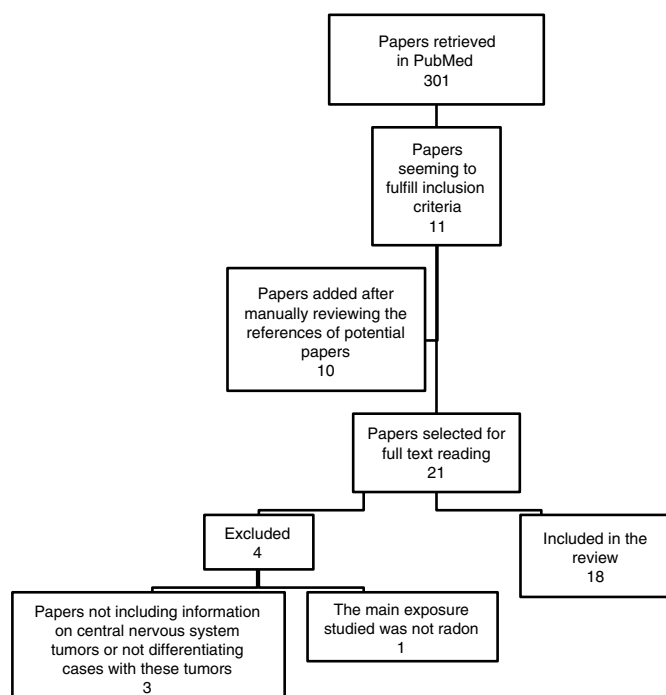 Papers retrieved
in PubMed
301
Papers
seeming to
fulfill inclusion
criteria
11
Papers added after
manually reviewing the
references of potential
papers
10
Papers selected for
full text reading
21
Excluded
4
Included in the
review
18
Papers not including information
on central nervous system
tumors or not differentiating
cases with these tumors
3
The main exposure
studied was not radon
1